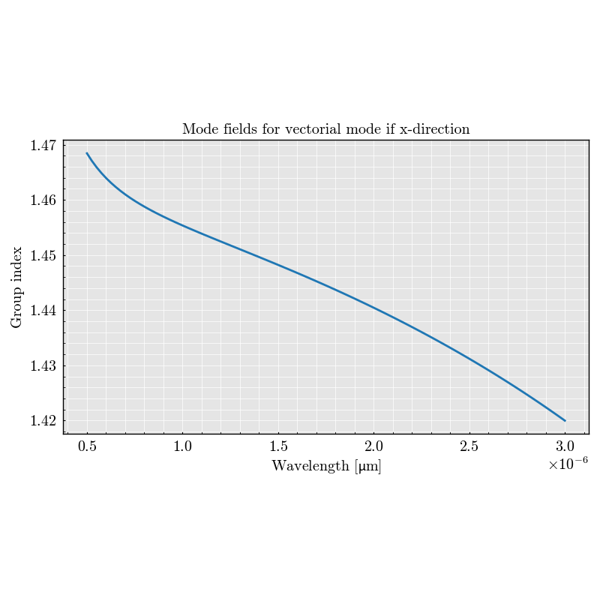 Mode fields for vectorial mode if x-direction
Group index
1.47
1.46
1.45
1.44
1.43
1.42
0.5 1.0 1.5 2.0 2.5 3.0
Wavelength [µm]
×10⁻⁶